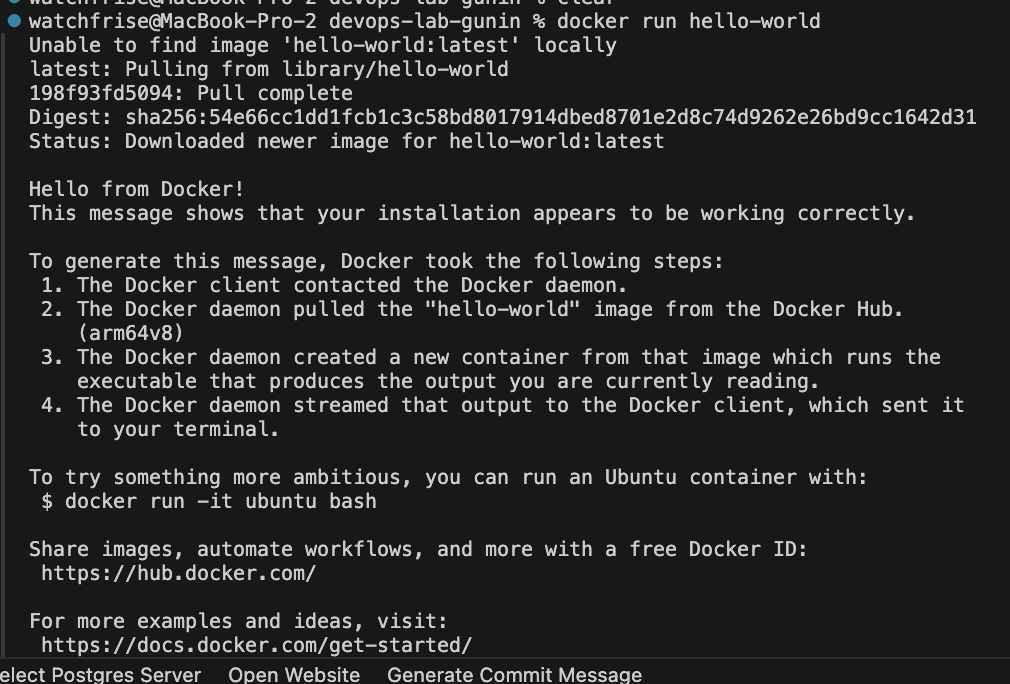 watchfrise@MacBook-Pro-2 devops-lab-gunin % clear
watchfrise@MacBook-Pro-2 devops-lab-gunin % docker run hello-world
Unable to find image 'hello-world:latest' locally
latest: Pulling from library/hello-world
198f93fd5094: Pull complete
Digest: sha256:54e66cc1dd1fcb1c3c58bd8017914dbed8701e2d8c74d9262e26bd9cc1642d31
Status: Downloaded newer image for hello-world:latest

Hello from Docker!
This message shows that your installation appears to be working correctly.

To generate this message, Docker took the following steps:
 1. The Docker client contacted the Docker daemon.
 2. The Docker daemon pulled the "hello-world" image from the Docker Hub.
    (arm64v8)
 3. The Docker daemon created a new container from that image which runs the
    executable that produces the output you are currently reading.
 4. The Docker daemon streamed that output to the Docker client, which sent it
    to your terminal.

To try something more ambitious, you can run an Ubuntu container with:
 $ docker run -it ubuntu bash

Share images, automate workflows, and more with a free Docker ID:
 https://hub.docker.com/

For more examples and ideas, visit:
 https://docs.docker.com/get-started/
elect Postgres Server Open Website Generate Commit Message